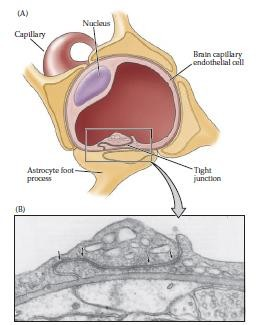 (A)
Nucleus
Capillary
Brain capillary
endothelial cell
Astrocyte foot
process
Tight
junction
(B)